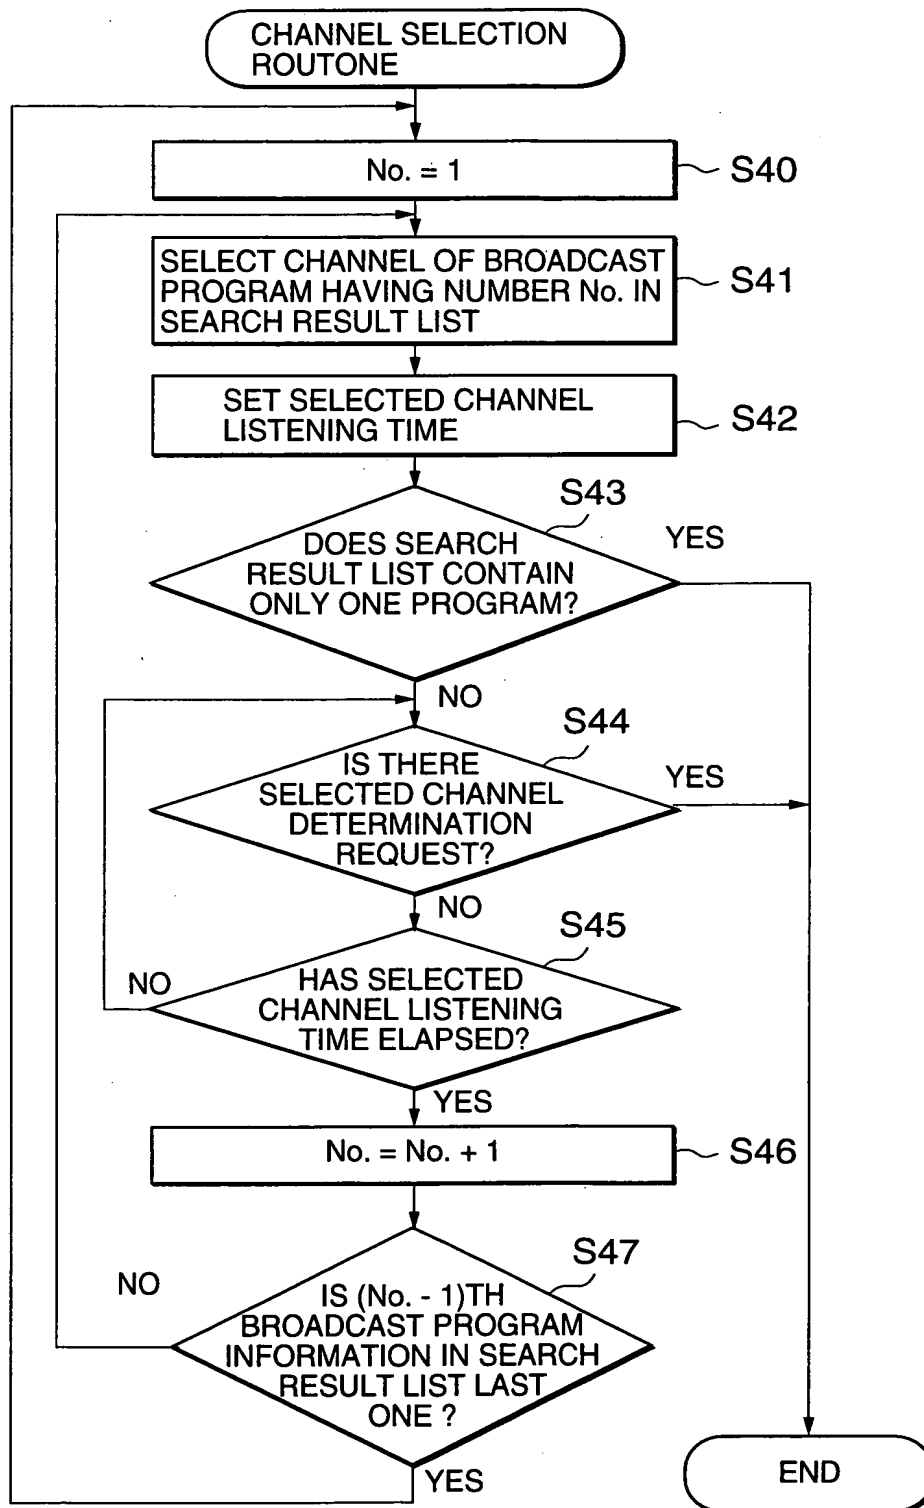 CHANNEL SELECTION
ROUTONE
No. = 1
S40
SELECT CHANNEL OF BROADCAST
PROGRAM HAVING NUMBER No. IN
SEARCH RESULT LIST
S41
SET SELECTED CHANNEL
LISTENING TIME
S42
S43
DOES SEARCH
RESULT LIST CONTAIN
ONLY ONE PROGRAM?
YES
NO
S44
IS THERE
SELECTED CHANNEL
DETERMINATION
REQUEST?
YES
NO
S45
HAS SELECTED
CHANNEL LISTENING
TIME ELAPSED?
NO
YES
No. = No. + 1
S46
S47
IS (No. - 1)TH
BROADCAST PROGRAM
INFORMATION IN SEARCH
RESULT LIST LAST
ONE ?
NO
YES
END